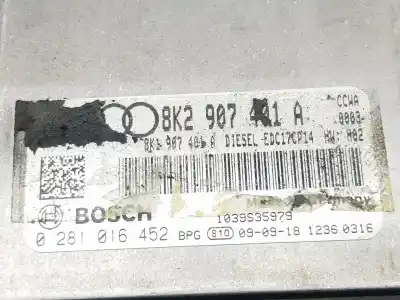 8K2 907 401 A CCWA
.0003.
8K1 907 401 A DIESEL-EDC17CP14 HW: H02
BOSCH
1039S35979
0 281 016 452 BPG 810 09-09-18 1236 0316